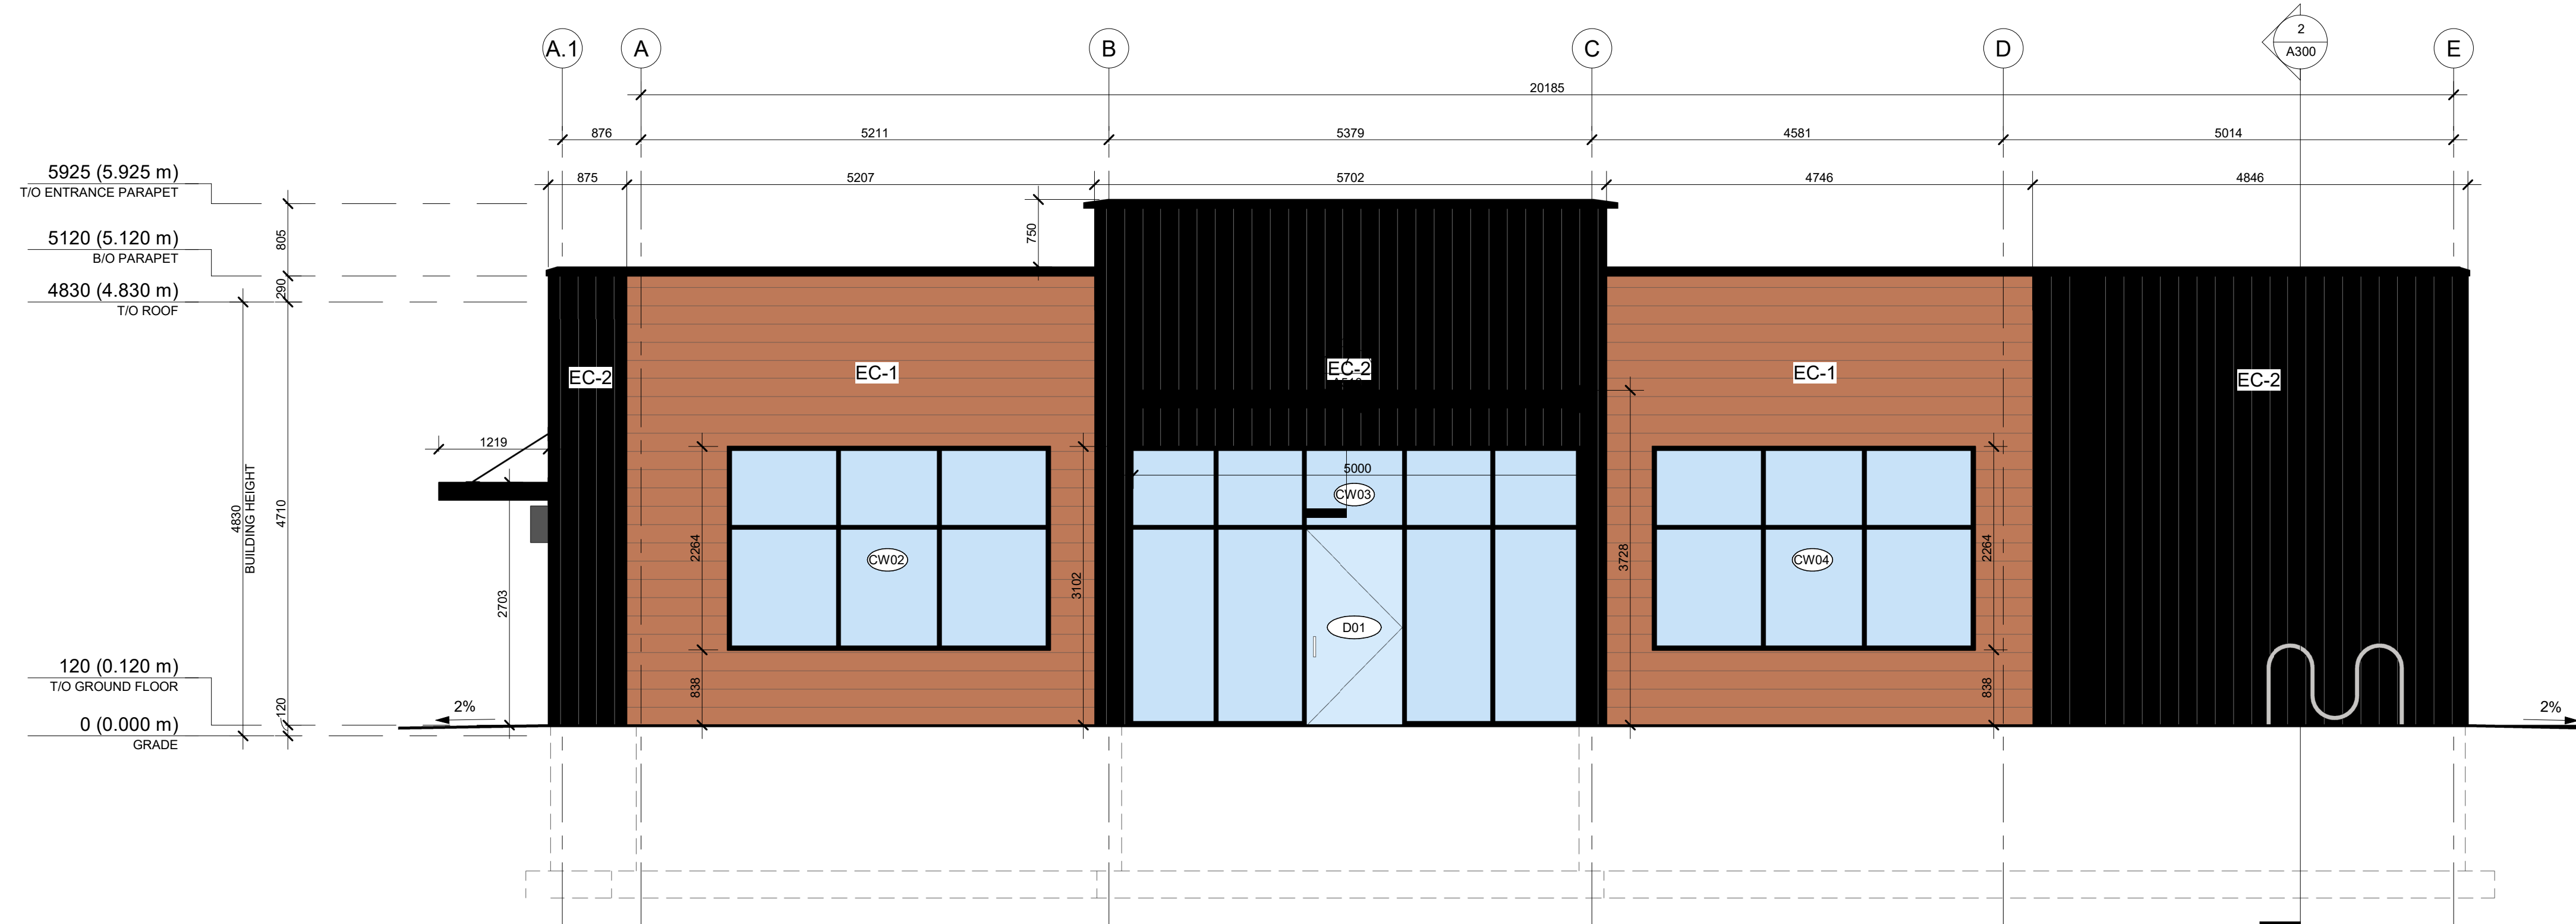 A.1 A B C D E
2
A300
20185
876 5211 5379 4581 5014
875 5207 5702 4746 4846
5925 (5.925 m)
T/O ENTRANCE PARAPET
805
750
5120 (5.120 m)
B/O PARAPET
290
4830 (4.830 m)
T/O ROOF
EC-2 EC-1 EC-2 EC-1 EC-2
1219
5000
CW03
4830
BUILDING HEIGHT
4710
2703
2264
CW02
3102
3728
CW04
2264
D01
838
838
120 (0.120 m)
T/O GROUND FLOOR
120
2%
2%
0 (0.000 m)
GRADE